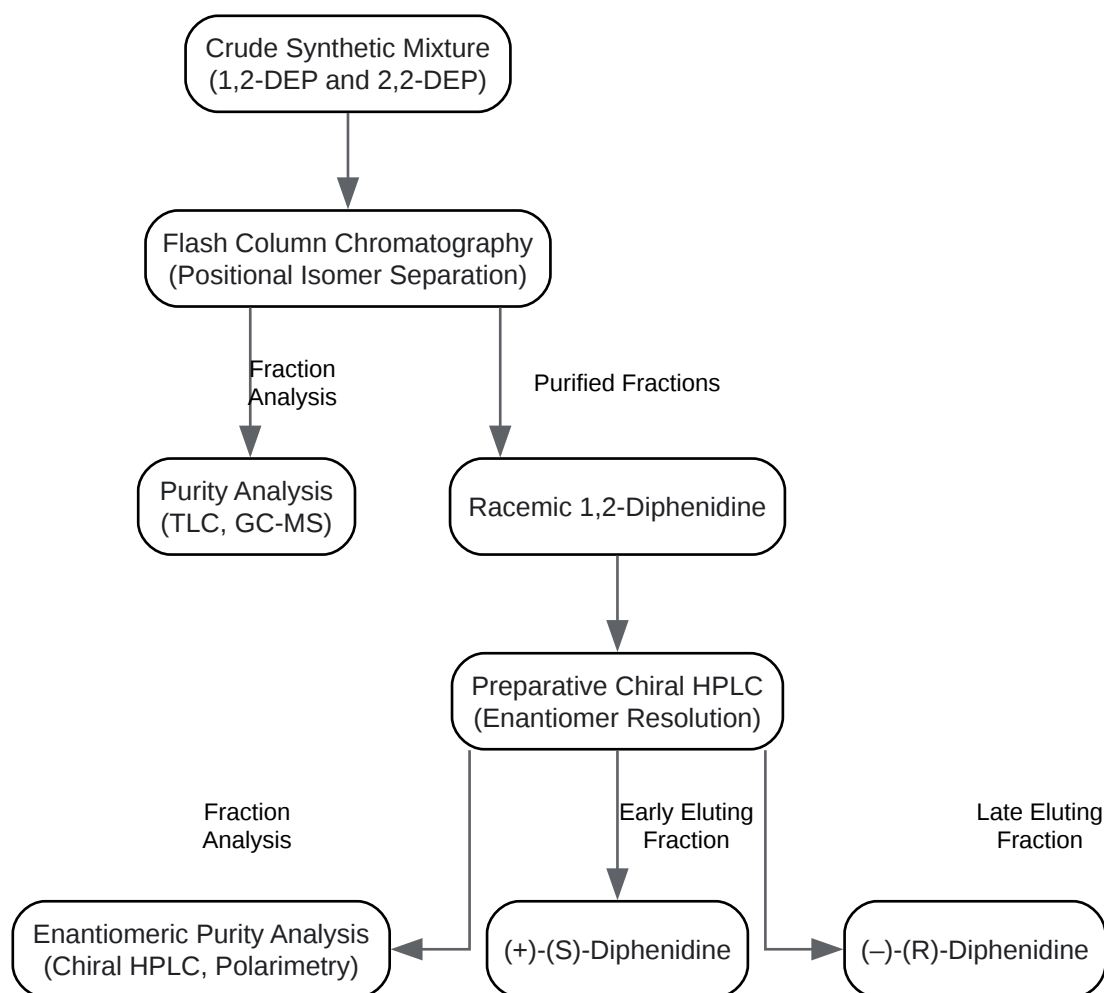 Crude Synthetic Mixture
(1,2-DEP and 2,2-DEP)
Flash Column Chromatography
(Positional Isomer Separation)
Fraction
Analysis
Purified Fractions
Purity Analysis
(TLC, GC-MS)
Racemic 1,2-Diphenidine
Preparative Chiral HPLC
(Enantiomer Resolution)
Fraction
Analysis
Early Eluting
Fraction
Late Eluting
Fraction
Enantiomeric Purity Analysis
(Chiral HPLC, Polarimetry)
(+)-(S)-Diphenidine
(–)-(R)-Diphenidine